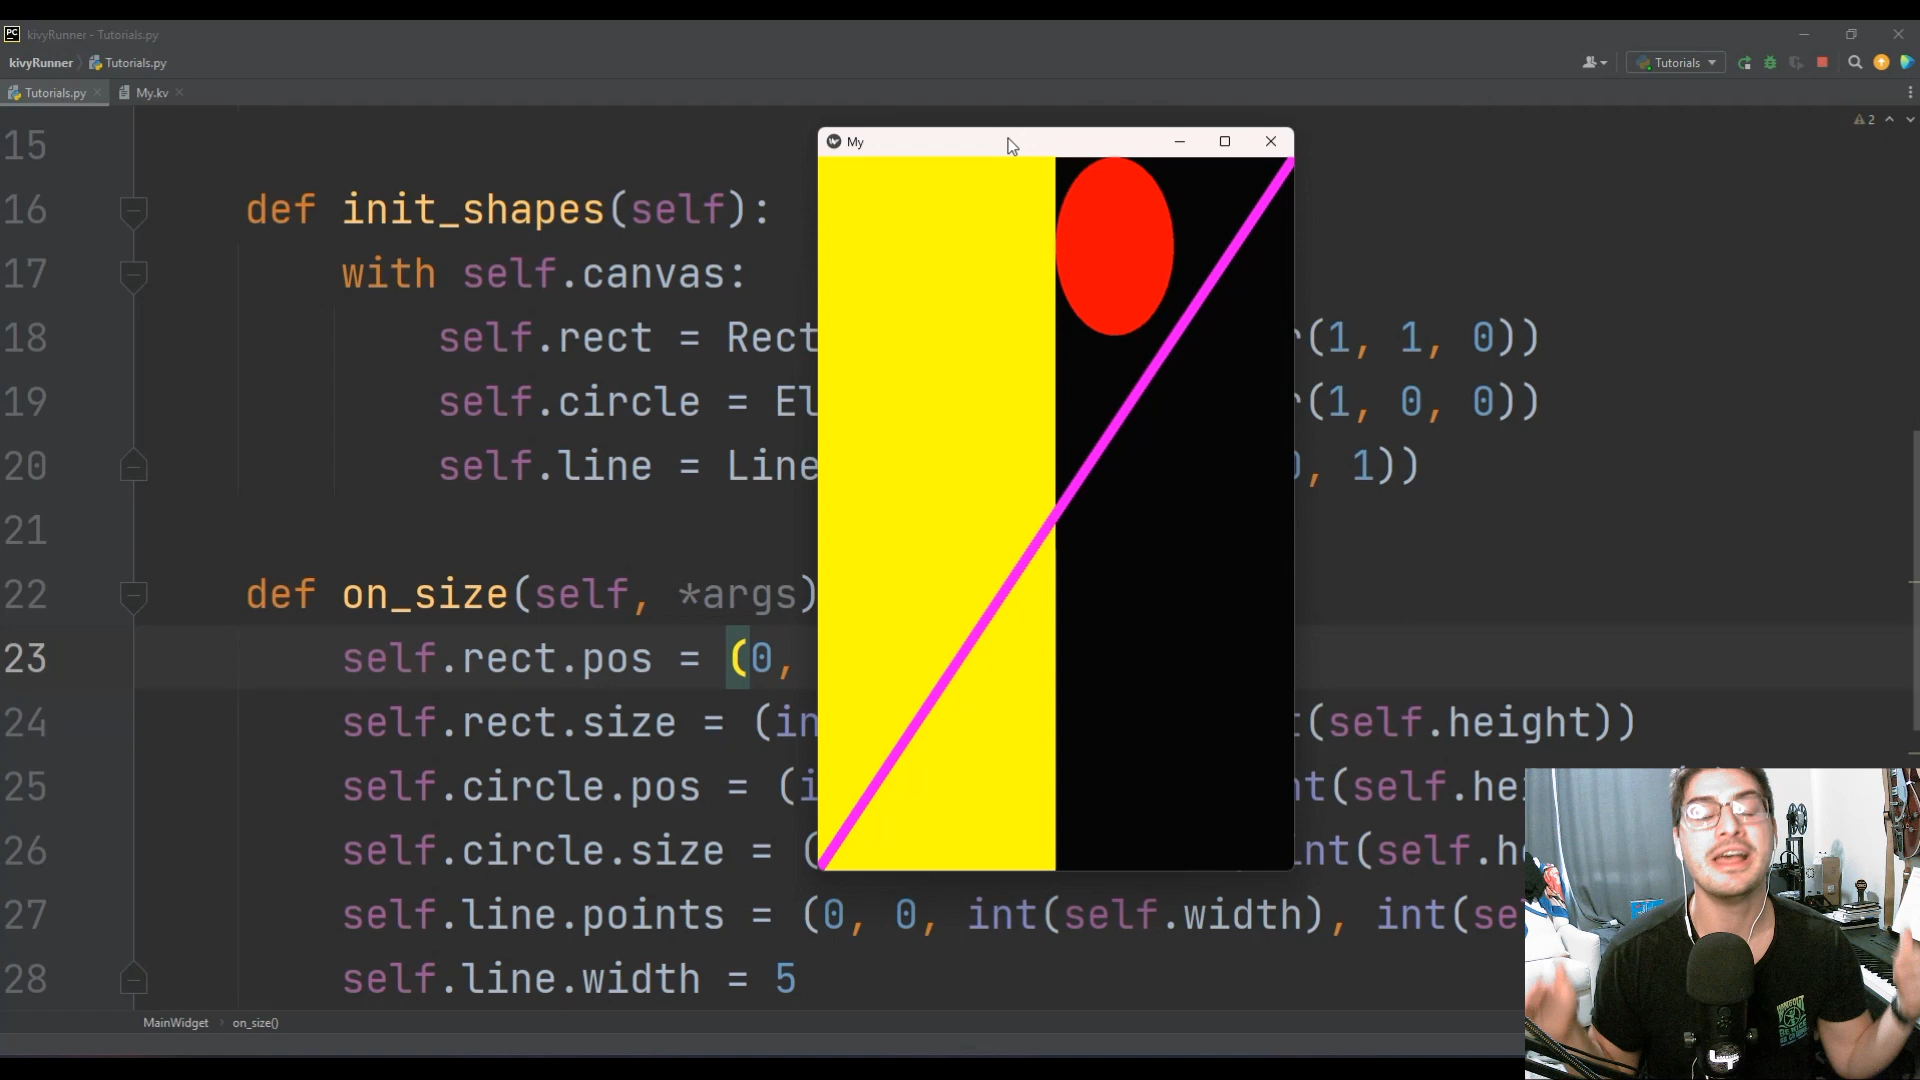 kivyRunner - Tutorials.py
kivyRunner Tutorials.py Tutorials
Tutorials.py My.kv
2
My
15
16 def init_shapes(self):
17 with self.canvas:
18 self.rect = Rect (1, 1, 0))
19 self.circle = El (1, 0, 0))
20 self.line = Line , 1))
21
22 def on_size(self, *args)
23 self.rect.pos = (0,
24 self.rect.size = (in t(self.height))
25 self.circle.pos = (i nt(self.he
26 self.circle.size = ( int(self.h
27 self.line.points = (0, 0, int(self.width), int(se
28 self.line.width = 5
MainWidget on_size()